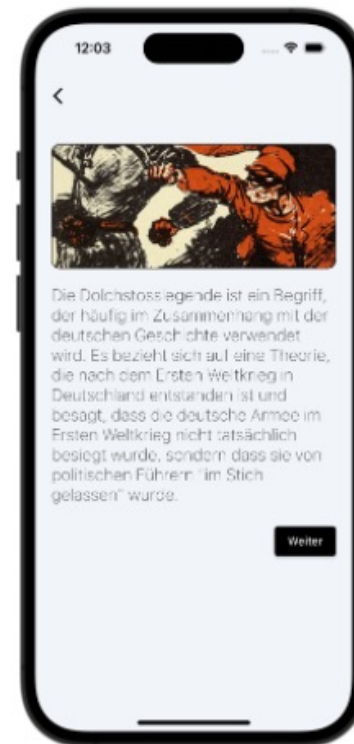 12:03
Die Dolchstosslegende ist ein Begriff,
der häufig im Zusammenhang mit der
deutschen Geschichte verwendet
wird. Es bezieht sich auf eine Theorie,
die nach dem Ersten Weltkrieg in
Deutschland entstanden ist und
besagt, dass die deutsche Armee im
Ersten Weltkrieg nicht tatsächlich
besiegt wurde, sondern dass sie von
politischen Führern "im Stich
gelassen" wurde.
Weiter